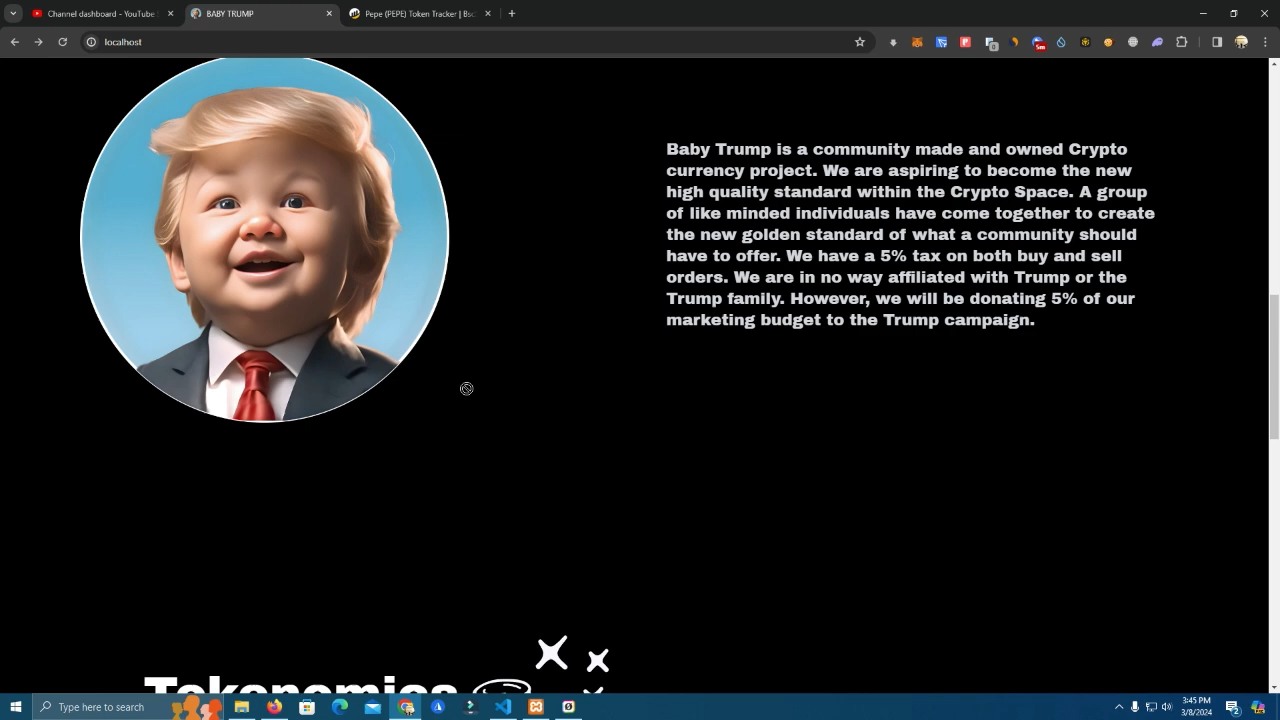 Channel dashboard - YouTube
BABY TRUMP
Pepe (PEPE) Token Tracker | Bsc
localhost
Baby Trump is a community made and owned Crypto
currency project. We are aspiring to become the new
high quality standard within the Crypto Space. A group
of like minded individuals have come together to create
the new golden standard of what a community should
have to offer. We have a 5% tax on both buy and sell
orders. We are in no way affiliated with Trump or the
Trump family. However, we will be donating 5% of our
marketing budget to the Trump campaign.
Tokenomics
Type here to search
3:45 PM
3/8/2024